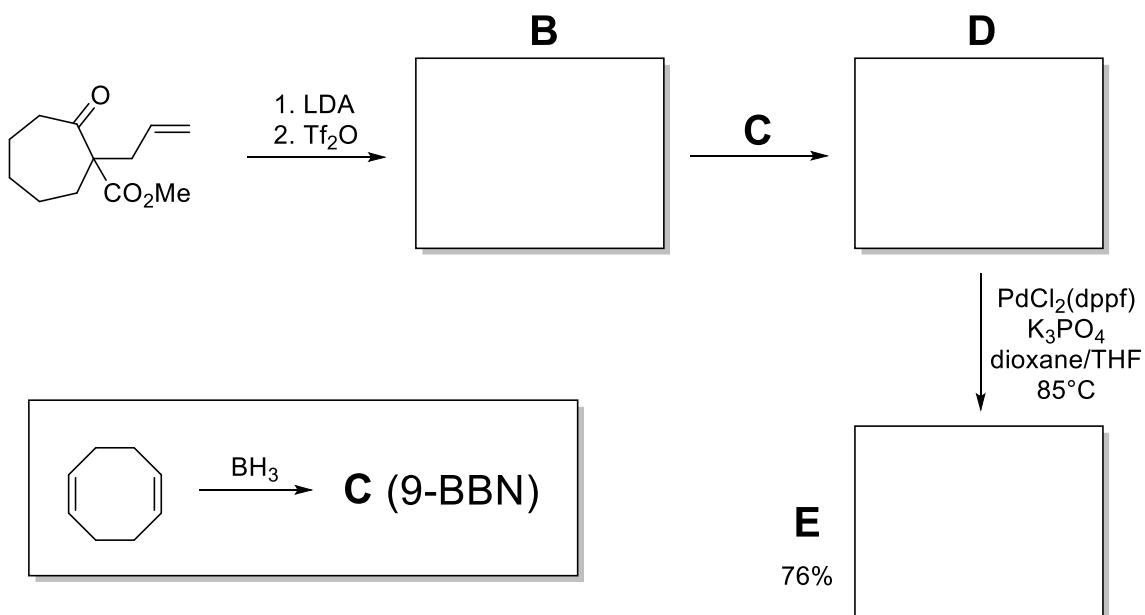 B
D
O
CO₂Me
1. LDA
2. Tf₂O
C
PdCl₂(dppf)
K₃PO₄
dioxane/THF
85°C
BH₃
C (9-BBN)
E
76%